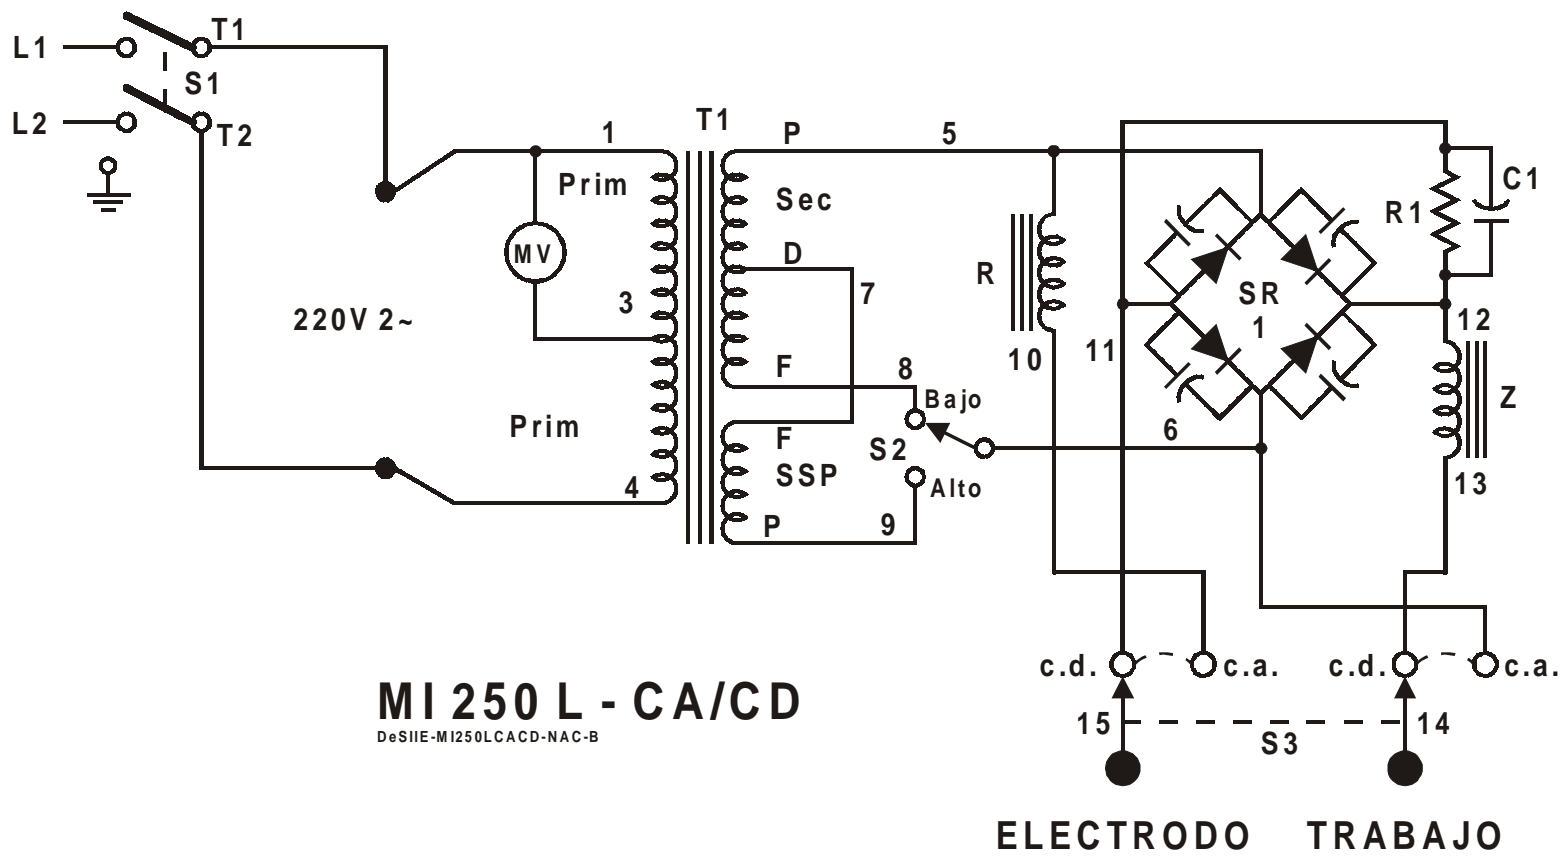 L1
T1
S1
L2
T2
220V 2~
1
Prim
MV
3
Prim
4
T1
P
Sec
D
7
F
8
Bajo
S2
F
SSP
Alto
P
9
5
R
10
11
SR
1
6
R1
C1
12
Z
13
c.d.
c.a.
c.d.
c.a.
15
S3
14
ELECTRODO
TRABAJO
MI 250 L - CA/CD
DeSIIE-MI250LCACD-NAC-B